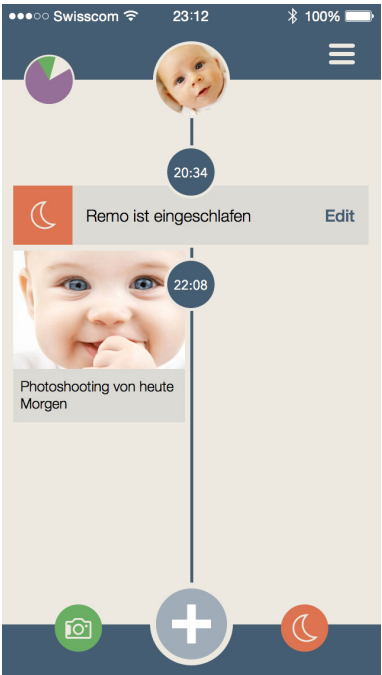 Swisscom 23:12 100%
20:34
Remo ist eingeschlafen Edit
22:08
Photoshooting von heute
Morgen